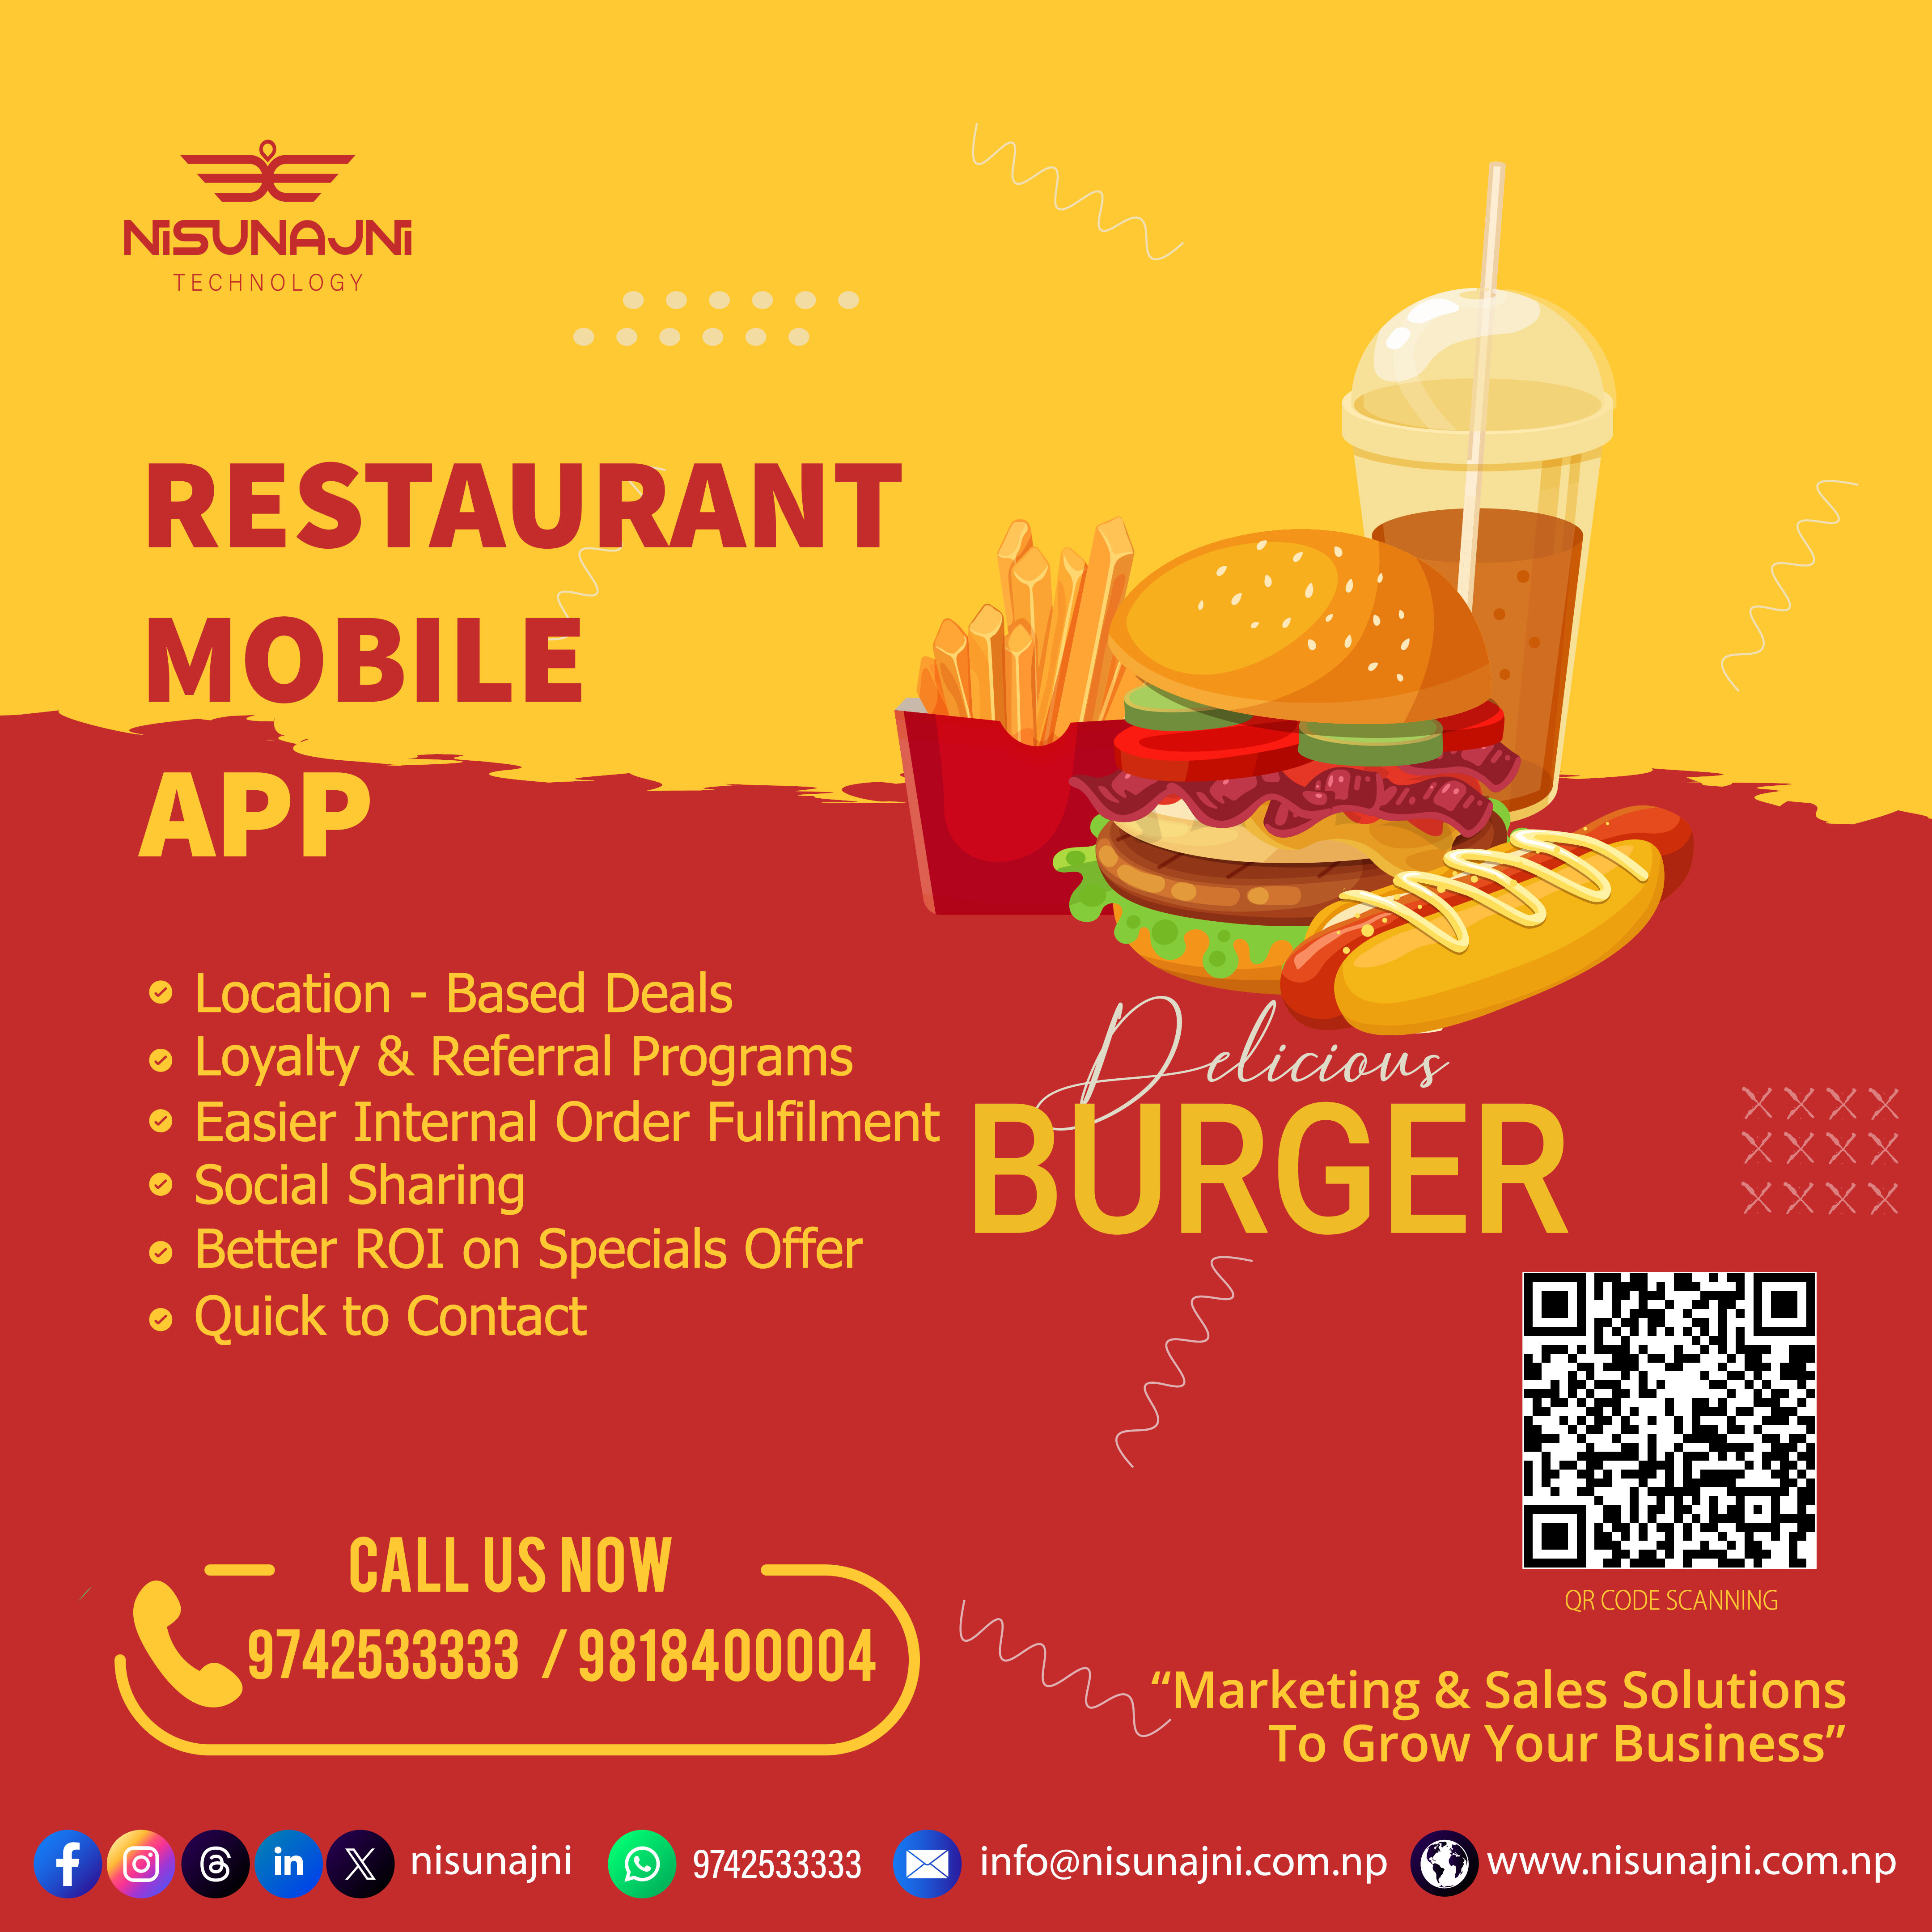 NiSUNAJNi
TECHNOLOGY
RESTAURANT
MOBILE
APP
Location - Based Deals
Loyalty & Referral Programs
Easier Internal Order Fulfilment
Social Sharing
Better ROI on Specials Offer
Quick to Contact
Delicious
BURGER
QR CODE SCANNING
CALL US NOW
9742533333 / 9818400004
“Marketing & Sales Solutions
To Grow Your Business”
nisunajni 9742533333 info@nisunajni.com.np www.nisunajni.com.np